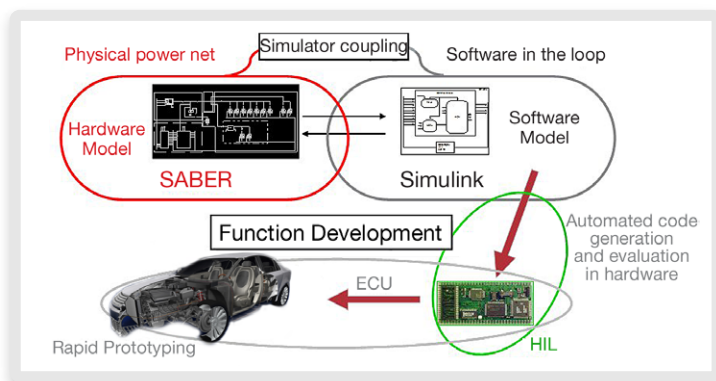 Simulator coupling
Physical power net
Software in the loop
Hardware
Model
SABER
Software
Model
Simulink
Function Development
Automated code
generation
and evaluation
in hardware
ECU
HIL
Rapid Prototyping